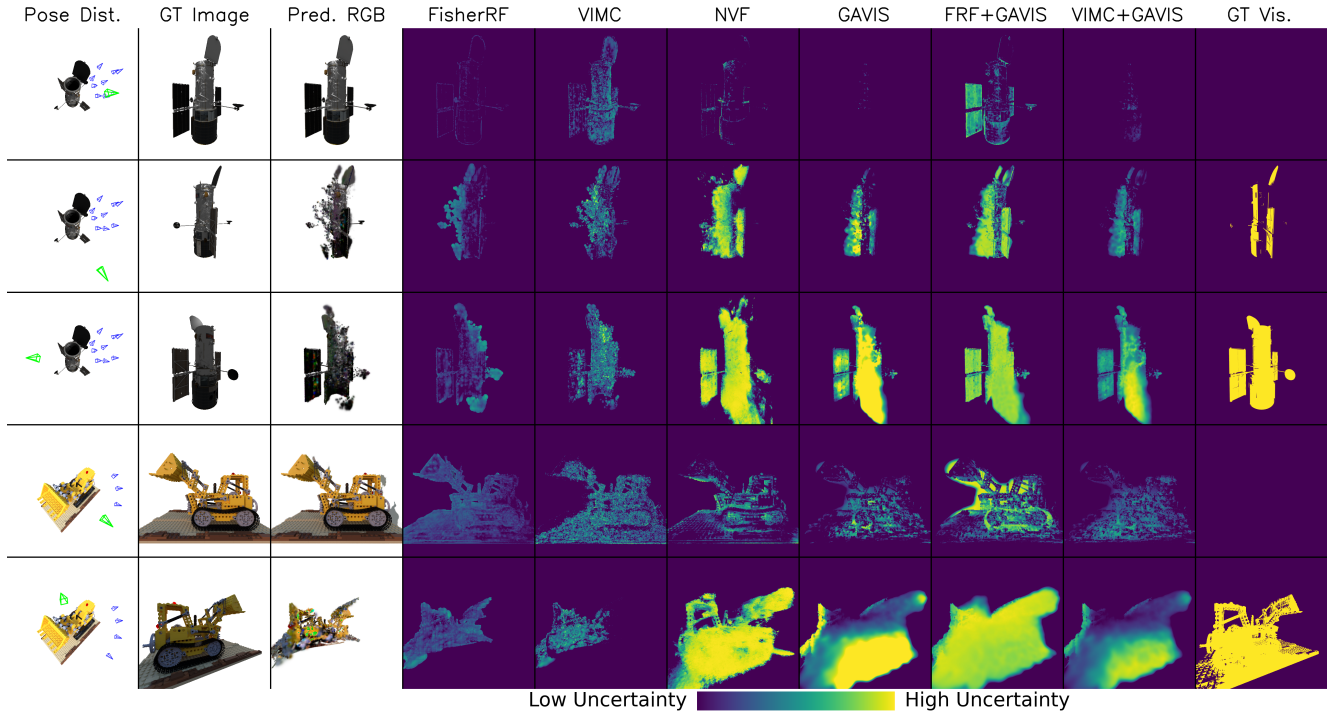 Pose Dist. GT Image Pred. RGB FisherRF VIMC NVF GAVIS FRF+GAVIS VIMC+GAVIS GT Vis.
Low Uncertainty High Uncertainty